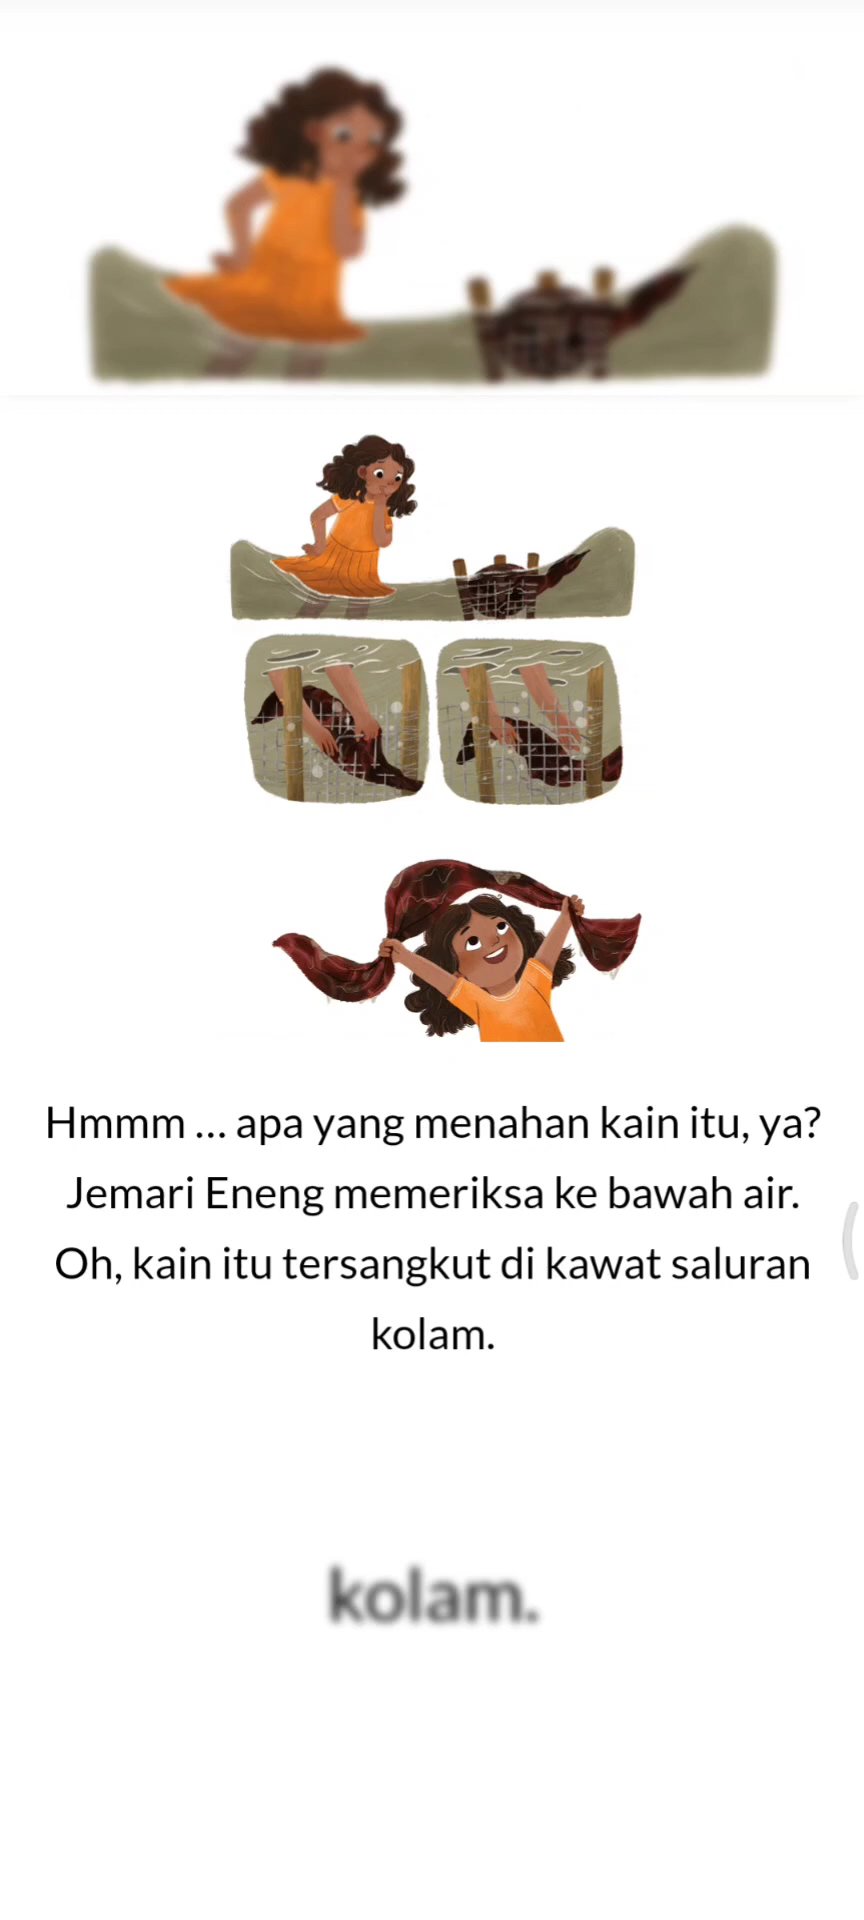 Hmmm ... apa yang menahan kain itu, ya?
Jemari Eneng memeriksa ke bawah air.
Oh, kain itu tersangkut di kawat saluran
kolam.
kolam.